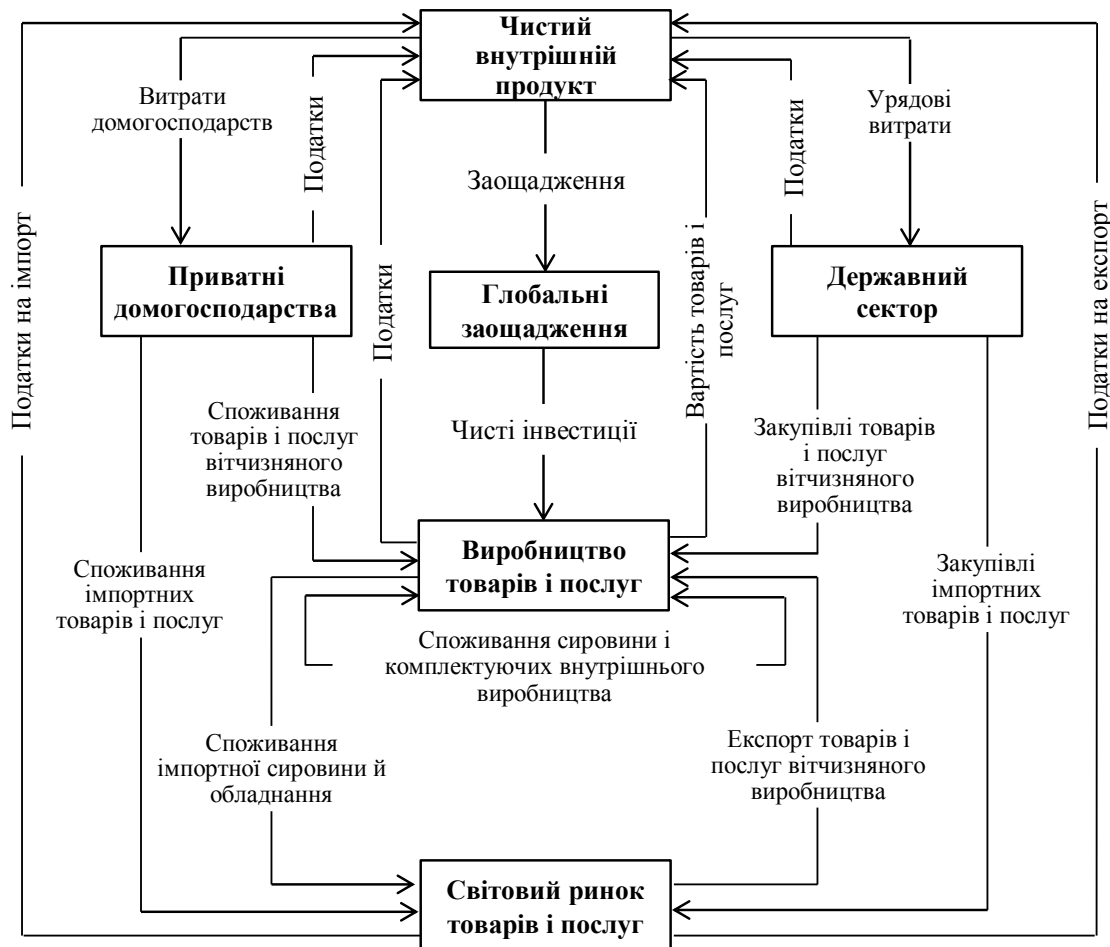 Чистий
внутрішній
продукт
Витрати
домогосподарств
Податки
Податки
Заощадження
Вартість товарів і
послуг
Податки
Урядові
витрати
Податки на імпорт
Податки на експорт
Приватні
домогосподарства
Глобальні
заощадження
Державний
сектор
Споживання
товарів і послуг
вітчизняного
виробництва
Чисті інвестиції
Закупівлі товарів
і послуг
вітчизняного
виробництва
Споживання
імпортних
товарів і послуг
Виробництво
товарів і послуг
Закупівлі
імпортних
товарів і послуг
Споживання сировини і
комплектуючих внутрішнього
виробництва
Споживання
імпортної сировини й
обладнання
Експорт товарів і
послуг вітчизняного
виробництва
Світовий ринок
товарів і послуг